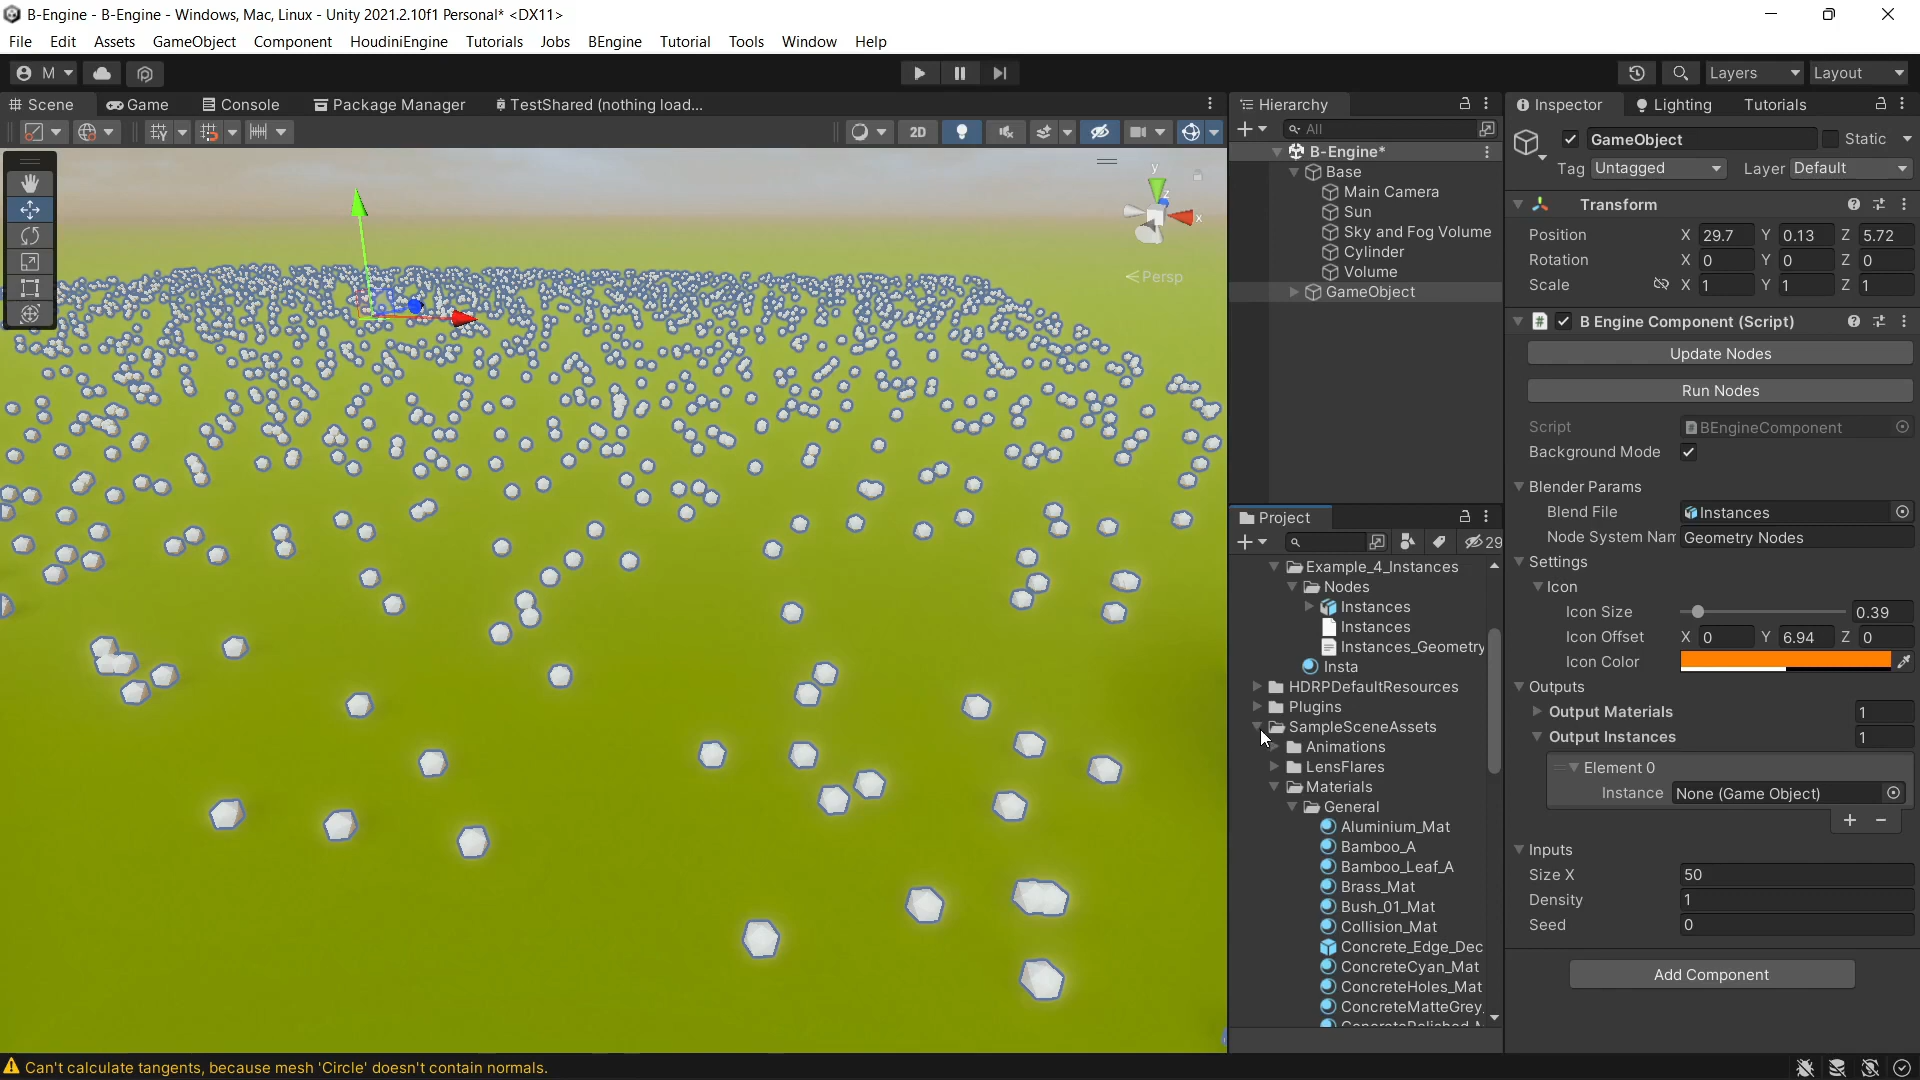 B-Engine - B-Engine - Windows, Mac, Linux - Unity 2021.2.10f1 Personal* <DX11>
File Edit Assets GameObject Component HoudiniEngine Tutorials Jobs BEngine Tutorial Tools Window Help
M
Layers
Layout
Scene
Game
Console
Package Manager
TestShared (nothing load...
2D
y
z
x
Persp
Hierarchy
All
B-Engine*
Base
Main Camera
Sun
Sky and Fog Volume
Cylinder
Volume
GameObject
Project
29
Example_4_Instances
Nodes
Instances
Instances
Instances_Geometry
Insta
HDRPDefaultResources
Plugins
SampleSceneAssets
Animations
LensFlares
Materials
General
Aluminium_Mat
Bamboo_A
Bamboo_Leaf_A
Brass_Mat
Bush_01_Mat
Collision_Mat
Concrete_Edge_Dec
ConcreteCyan_Mat
ConcreteHoles_Mat
ConcreteMatteGrey
Inspector
Lighting
Tutorials
GameObject
Static
Tag Untagged
Layer Default
Transform
Position X 29.7 Y 0.13 Z 5.72
Rotation X 0 Y 0 Z 0
Scale X 1 Y 1 Z 1
B Engine Component (Script)
Update Nodes
Run Nodes
Script BEngineComponent
Background Mode
Blender Params
Blend File Instances
Node System Nam Geometry Nodes
Settings
Icon
Icon Size 0.39
Icon Offset X 0 Y 6.94 Z 0
Icon Color
Outputs
Output Materials 1
Output Instances 1
Element 0
Instance None (Game Object)
Inputs
Size X 50
Density 1
Seed 0
Add Component
Can't calculate tangents, because mesh 'Circle' doesn't contain normals.